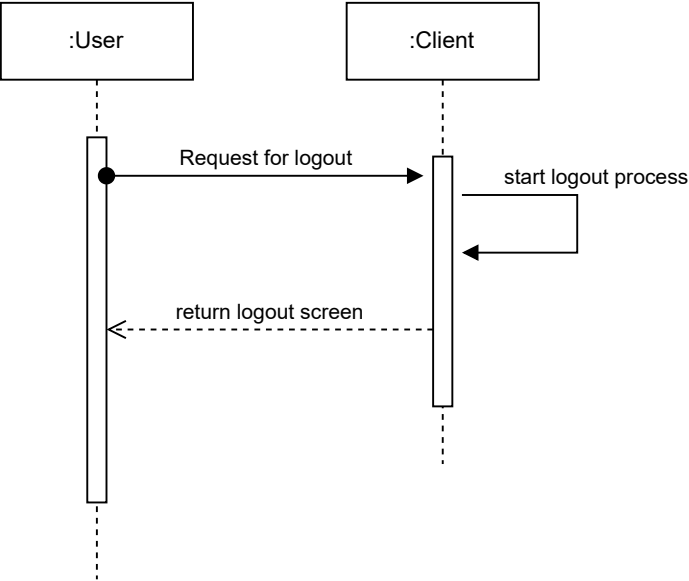 :User
:Client
Request for logout
start logout process
return logout screen